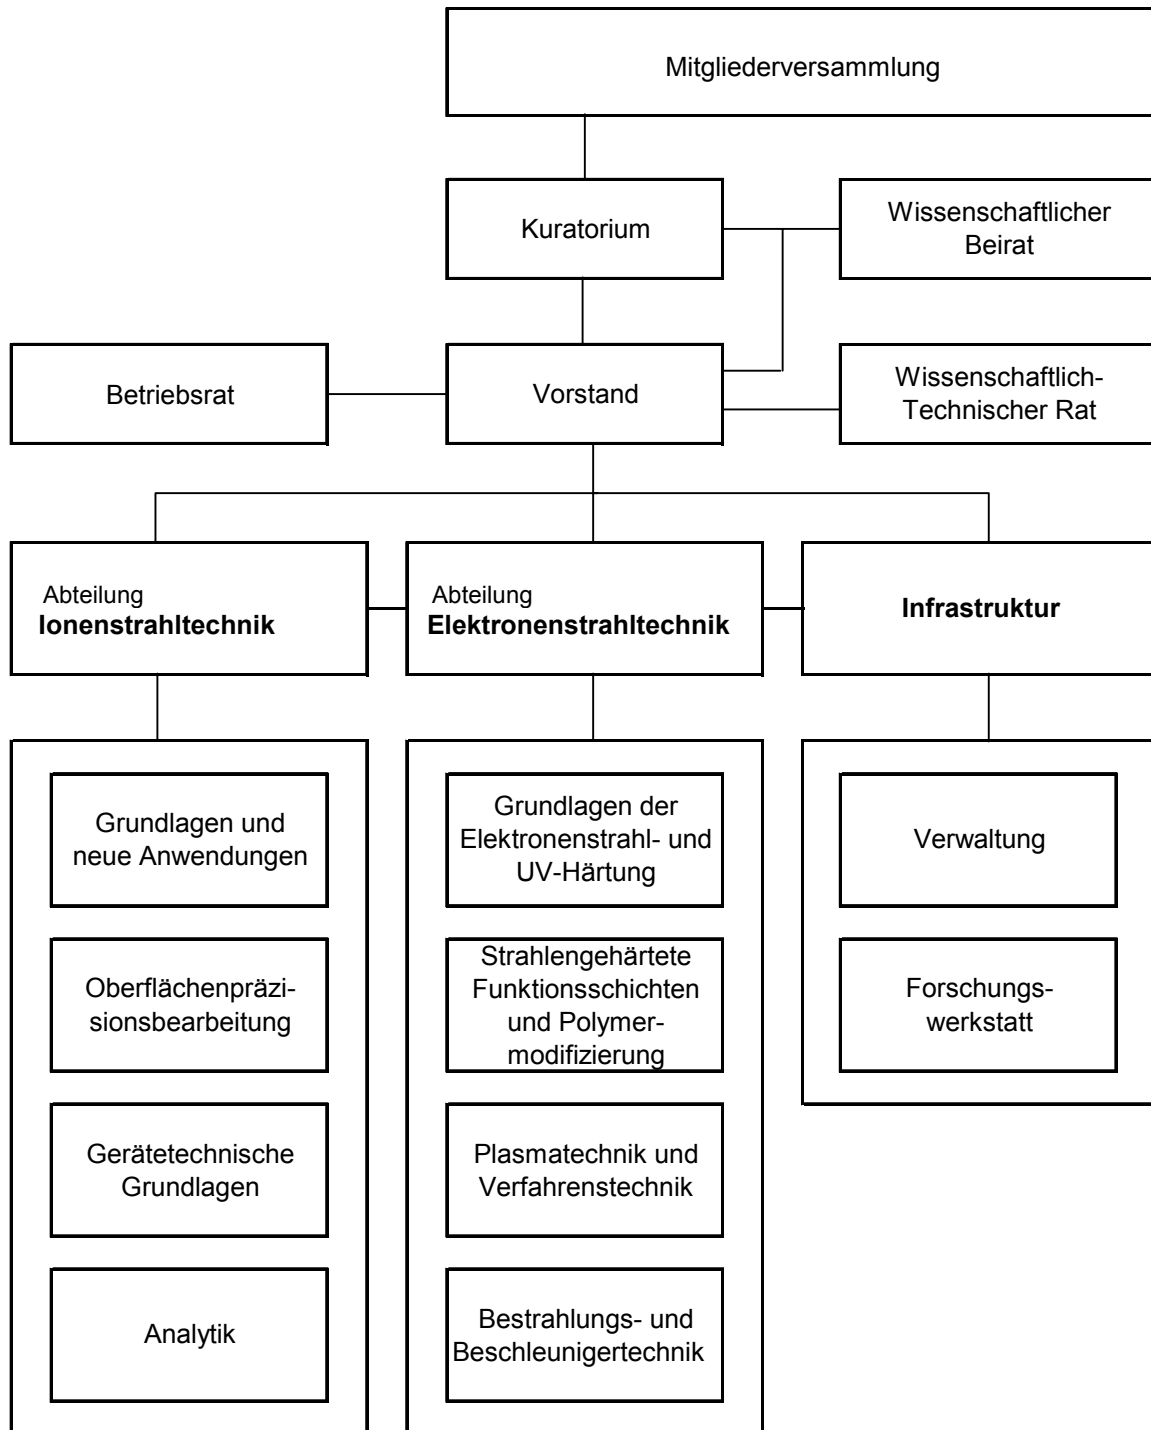 Mitgliederversammlung
Kuratorium
Wissenschaftlicher
Beirat
Betriebsrat
Vorstand
Wissenschaftlich-
Technischer Rat
Abteilung
Ionenstrahltechnik
Abteilung
Elektronenstrahltechnik
Infrastruktur
Grundlagen und
neue Anwendungen
Oberflächenpräzi-
sionsbearbeitung
Gerätetechnische
Grundlagen
Analytik
Grundlagen der
Elektronenstrahl- und
UV-Härtung
Strahlengehärtete
Funktionsschichten
und Polymer-
modifizierung
Plasmatechnik und
Verfahrenstechnik
Bestrahlungs- und
Beschleunigertechnik
Verwaltung
Forschungs-
werkstatt